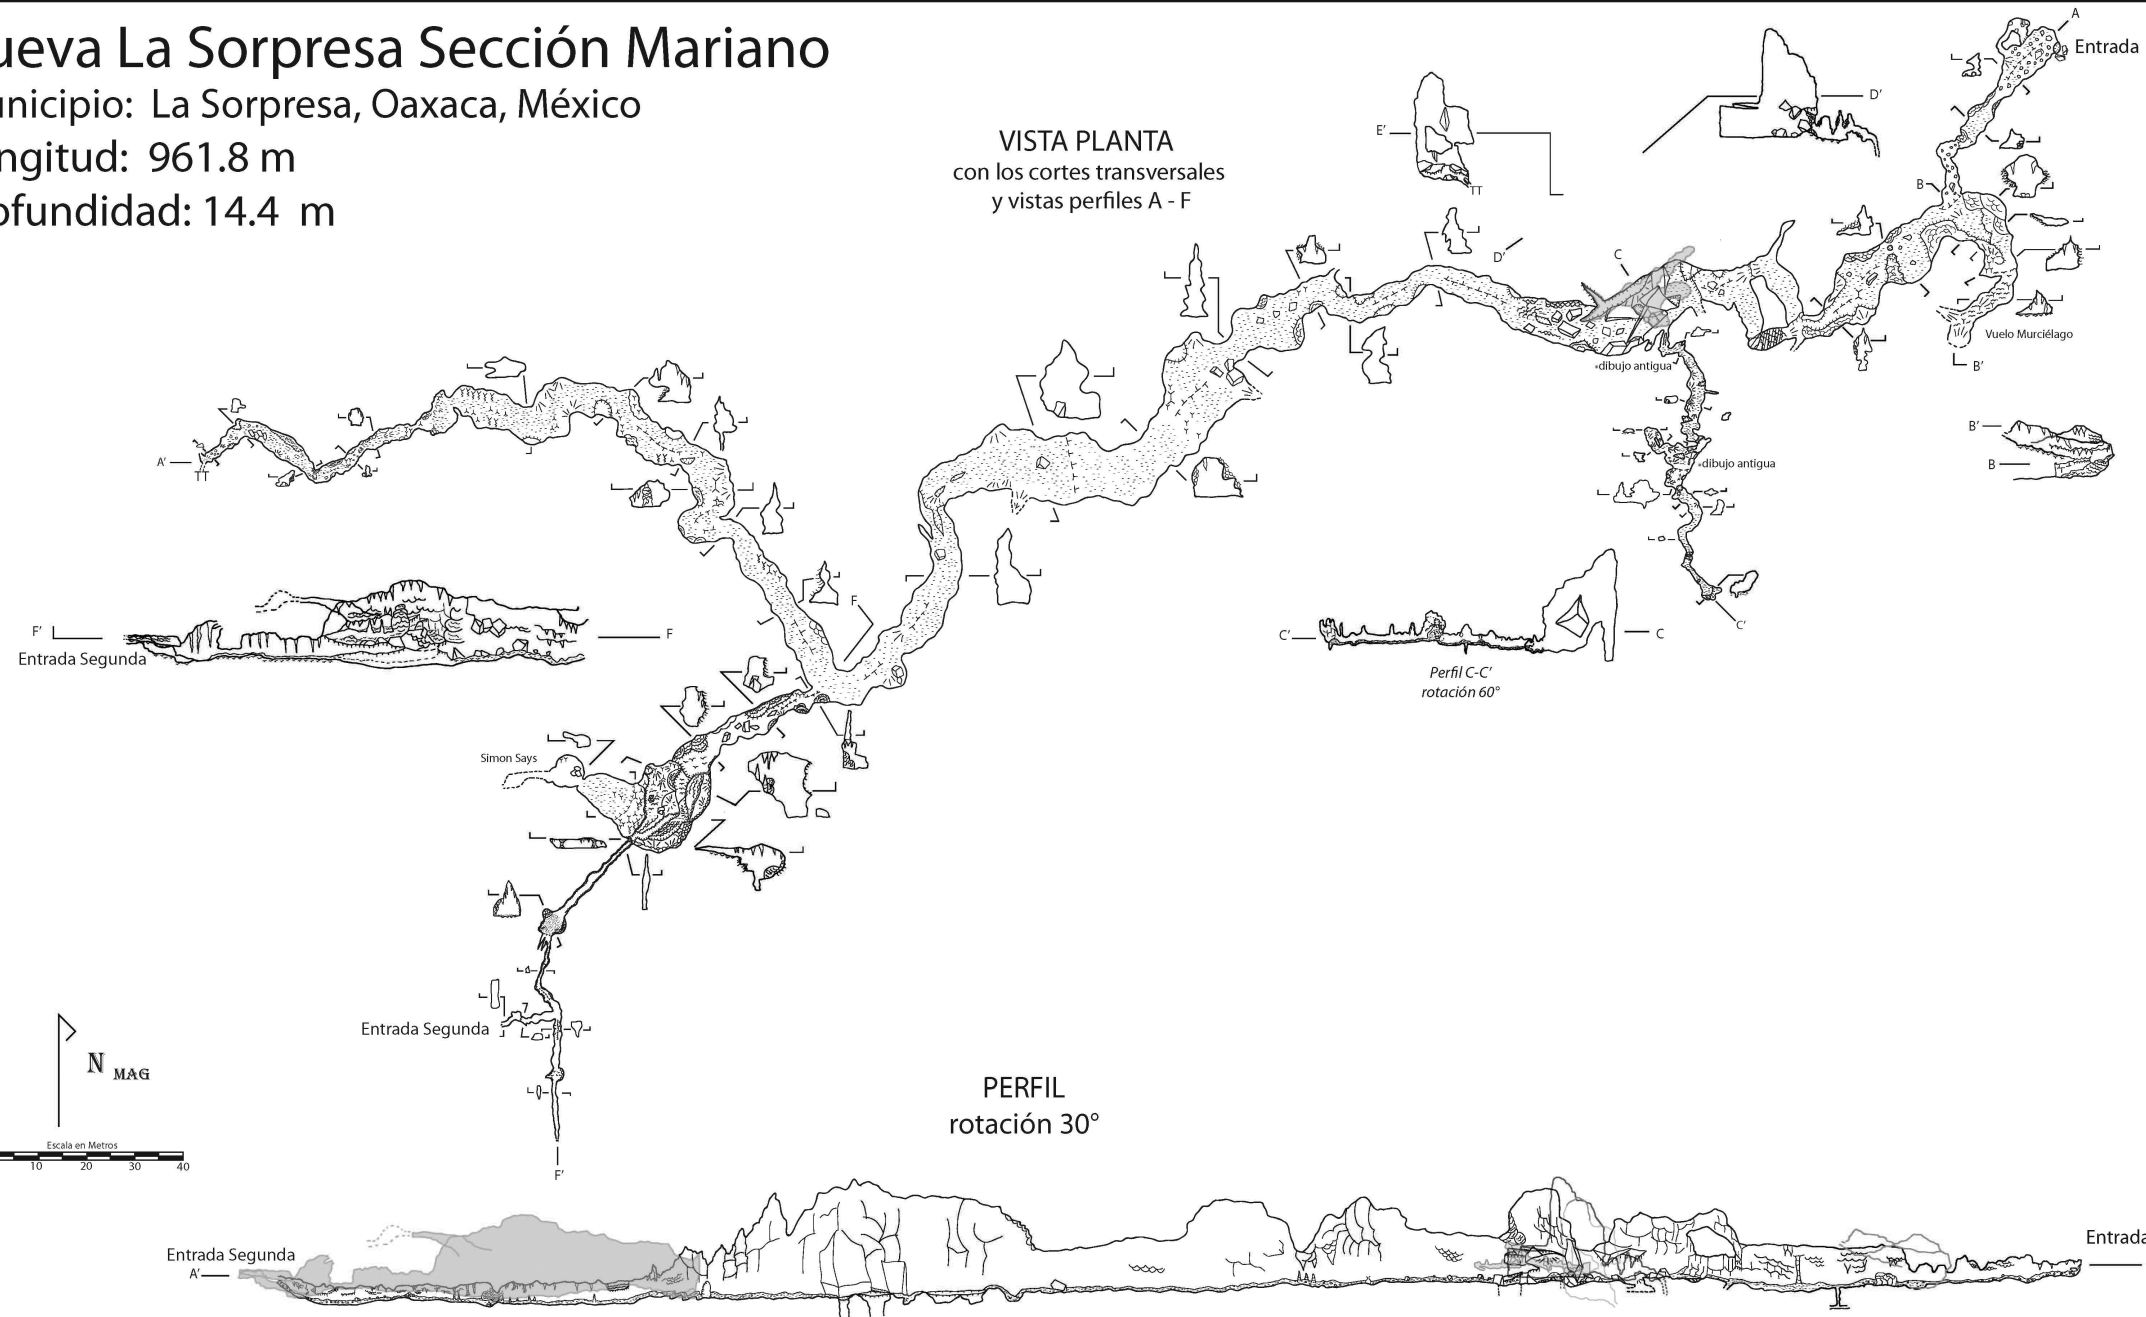 ueva La Sorpresa Sección Mariano
unicipio: La Sorpresa, Oaxaca, México
ngitud: 961.8 m
ofundidad: 14.4 m
VISTA PLANTA
con los cortes transversales
y vistas perfiles A - F
A
Entrada
D'
E'
TT
B
D'
C
Vuelo Murciélago
B'
dibujo antigua
B'
B
dibujo antigua
A'
TT
F
C'
C'
C
Perfil C-C'
rotación 60°
F'
F
Entrada Segunda
Simon Says
Entrada Segunda
F'
N MAG
Escala en Metros
10 20 30 40
PERFIL
rotación 30°
Entrada Segunda
A'
Entrada